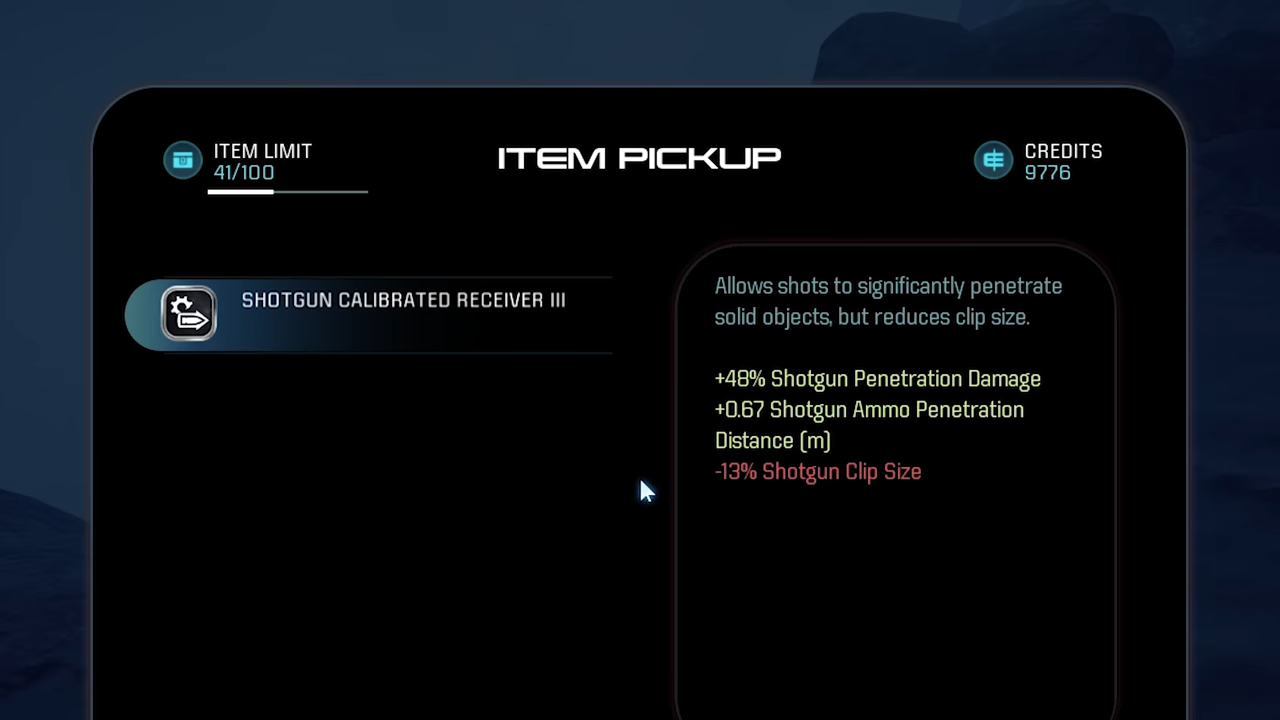 ITEM LIMIT
41/100
ITEM PICKUP
CREDITS
9776
SHOTGUN CALIBRATED RECEIVER III
Allows shots to significantly penetrate
solid objects, but reduces clip size.
+48% Shotgun Penetration Damage
+0.67 Shotgun Ammo Penetration
Distance (m)
-13% Shotgun Clip Size